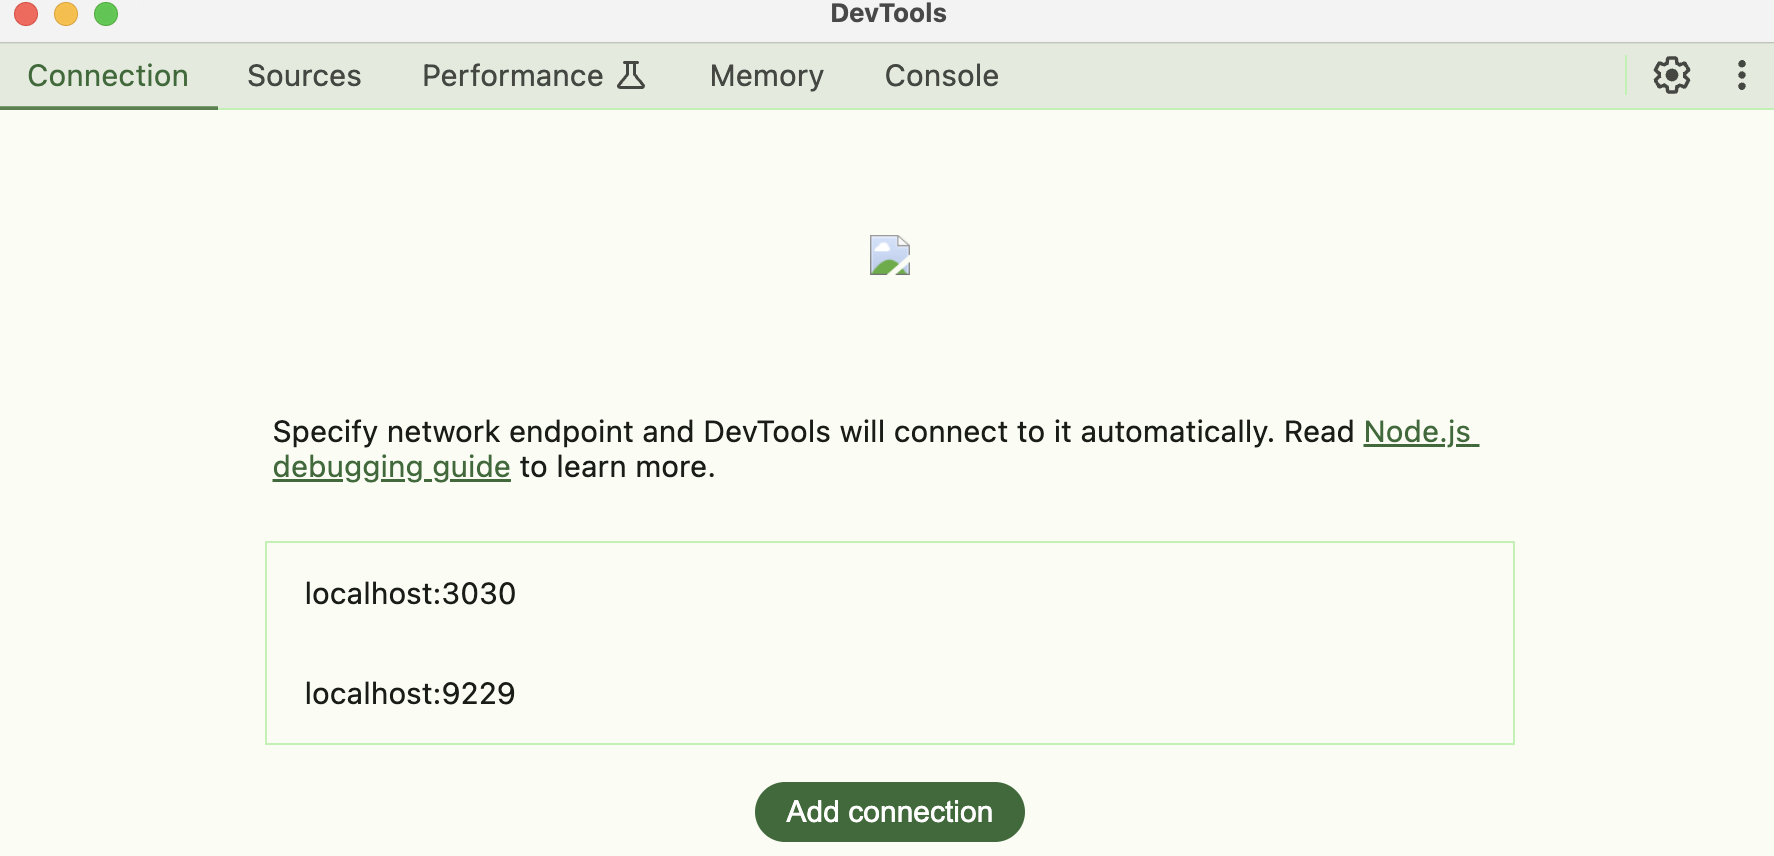 DevTools
Connection Sources Performance Memory Console
Specify network endpoint and DevTools will connect to it automatically. Read Node.js
debugging guide to learn more.
localhost:3030
localhost:9229
Add connection